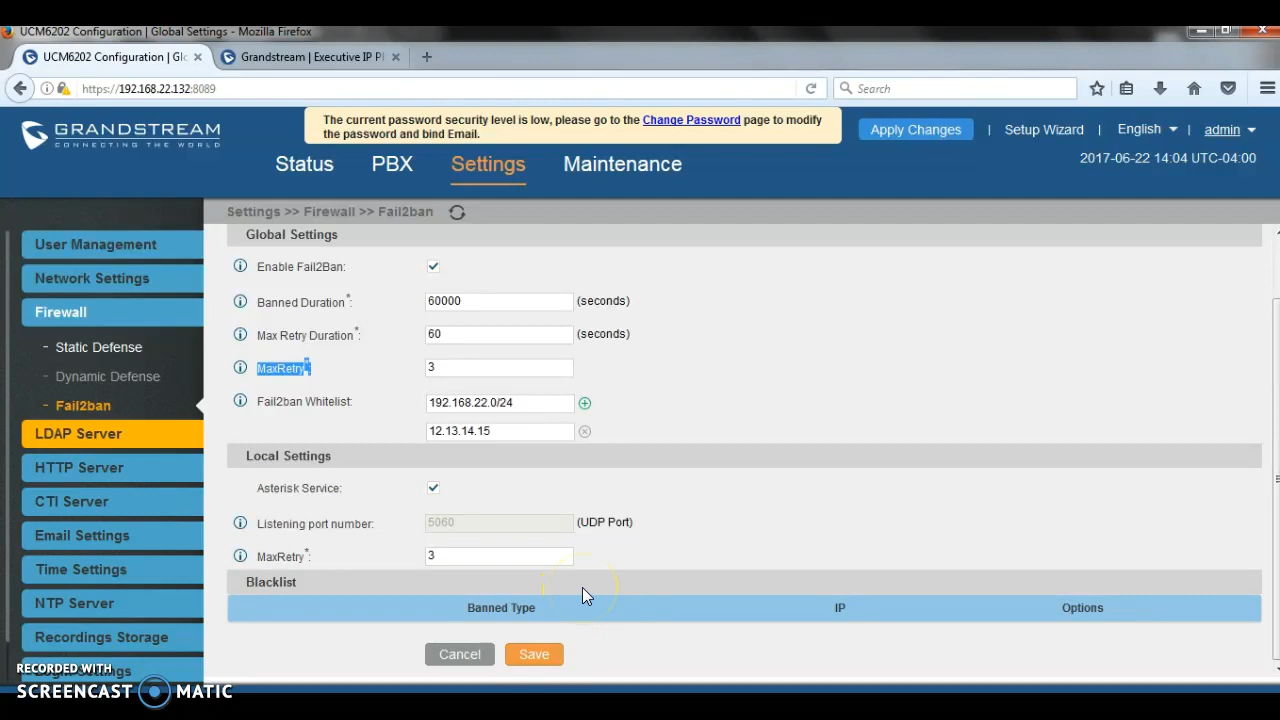 UCM6202 Configuration | Global Settings - Mozilla Firefox
UCM6202 Configuration | Glo
Grandstream | Executive IP P
https://192.168.22.132:8089
Search
GRANDSTREAM
CONNECTING THE WORLD
The current password security level is low, please go to the Change Password page to modify
the password and bind Email.
Apply Changes | Setup Wizard | English | admin
Status PBX Settings Maintenance
2017-06-22 14:04 UTC-04:00
Settings >> Firewall >> Fail2ban
User Management
Network Settings
Firewall
- Static Defense
- Dynamic Defense
- Fail2ban
LDAP Server
HTTP Server
CTI Server
Email Settings
Time Settings
NTP Server
Recordings Storage
Login Settings
Global Settings
Enable Fail2Ban:
Banned Duration*: 60000 (seconds)
Max Retry Duration*: 60 (seconds)
MaxRetry*: 3
Fail2ban Whitelist: 192.168.22.0/24
12.13.14.15
Local Settings
Asterisk Service:
Listening port number: 5060 (UDP Port)
MaxRetry*: 3
Blacklist
Banned Type IP Options
Cancel Save
RECORDED WITH
SCREENCAST MATIC